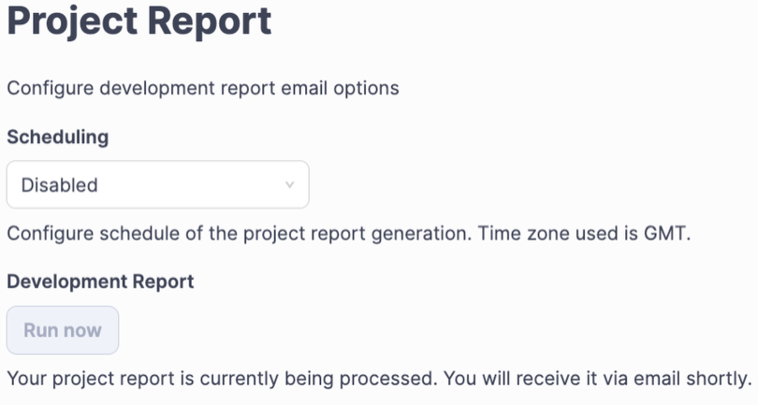 Project Report
Configure development report email options
Scheduling
Disabled
Configure schedule of the project report generation. Time zone used is GMT.
Development Report
Run now
Your project report is currently being processed. You will receive it via email shortly.